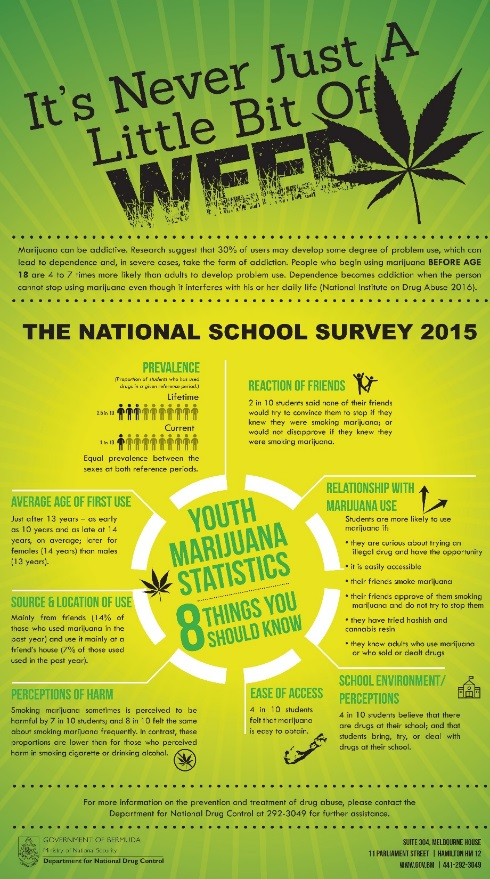 It's Never Just A
Little Bit Of
WEED
Marijuana can be addictive. Research suggest that 30% of users may develop some degree of problem use, which can
lead to dependence and, in severe cases, take the form of addiction. People who begin using marijuana BEFORE AGE
18 are 4 to 7 times more likely than adults to develop problem use. Dependence becomes addiction when the person
cannot stop using marijuana even though it interferes with his or her daily life (National Institute on Drug Abuse 2016).
THE NATIONAL SCHOOL SURVEY 2015
PREVALENCE
(Proportion of students who has used
drugs in a given reference period.)
Lifetime
Current
1 in 10
Equal prevalence between the
sexes at both reference periods.
REACTION OF FRIENDS
2 in 10 students said none of their friends
would try to convince them to stop if they
knew they were smoking marijuana; or
would not disapprove if they knew they
were smoking marijuana.
AVERAGE AGE OF FIRST USE
Just after 13 years – as early
as 10 years and as late at 14
years, on average; later for
females (14 years) than males
(13 years).
RELATIONSHIP WITH
MARIJUANA USE
Students are more likely to use
marijuana if:
• they are curious about trying an
illegal drug and have the opportunity
• it is easily accessible
• their friends smoke marijuana
• their friends approve of them smoking
marijuana and do not try to stop them
• they have tried hashish and
cannabis resin
• they know adults who use marijuana
or who sold or dealt drugs
YOUTH
MARIJUANA
STATISTICS
8 THINGS YOU
SHOULD KNOW
SOURCE & LOCATION OF USE
Mainly from friends (14% of
those who used marijuana in the
past year) and use it mainly at a
friend's house (7% of those used
used in the past year).
PERCEPTIONS OF HARM
Smoking marijuana sometimes is perceived to be
harmful by 7 in 10 students; and 8 in 10 felt the same
about smoking marijuana frequently. In contrast, these
proportions are lower than for those who perceived
harm in smoking cigarette or drinking alcohol.
EASE OF ACCESS
4 in 10 students
felt that marijuana
is easy to obtain.
SCHOOL ENVIRONMENT/
PERCEPTIONS
4 in 10 students believe that there
are drugs at their school; and that
students bring, try, or deal with
drugs at their school.
For more information on the prevention and treatment of drug abuse, please contact the
Department for National Drug Control at 292-3049 for further assistance.
GOVERNMENT OF BERMUDA
Ministry of National Security
Department for National Drug Control
SUITE 304, MELBOURNE HOUSE
11 PARLIAMENT STREET | HAMILTON HM 12
WWW.GOV.BM | 441-292-3049